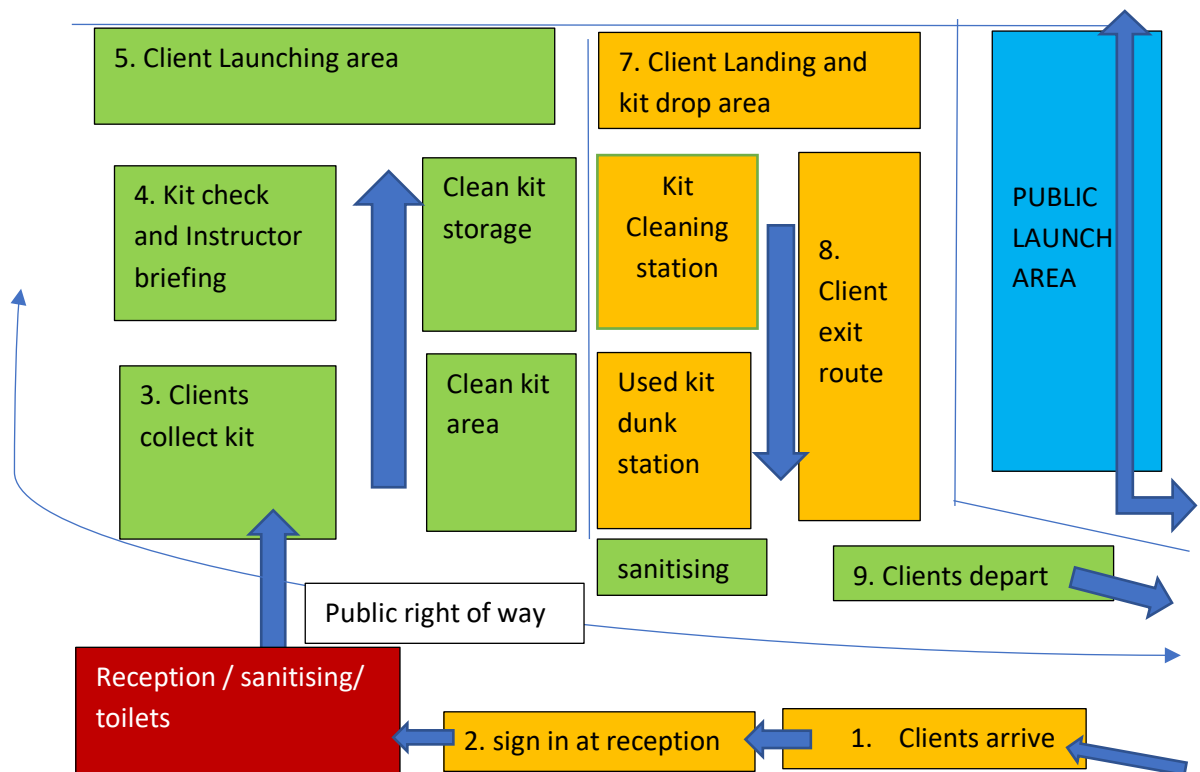 5. Client Launching area
7. Client Landing and
kit drop area
4. Kit check
and Instructor
briefing
Clean kit
storage
Kit
Cleaning
station
8.
Client
exit
route
PUBLIC
LAUNCH
AREA
3. Clients
collect kit
Clean kit
area
Used kit
dunk
station
sanitising
9. Clients depart
Public right of way
Reception / sanitising/
toilets
2. sign in at reception
1. Clients arrive